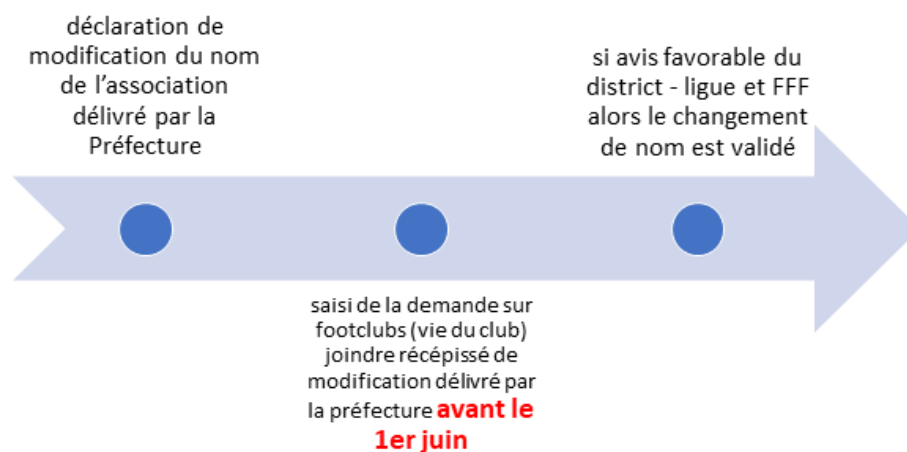 déclaration de
modification du nom
de l'association
délivré par la
Préfecture
saisi de la demande sur
footclubs (vie du club)
joindre récépissé de
modification délivré par
la préfecture avant le
1er juin
si avis favorable du
district - ligue et FFF
alors le changement
de nom est validé